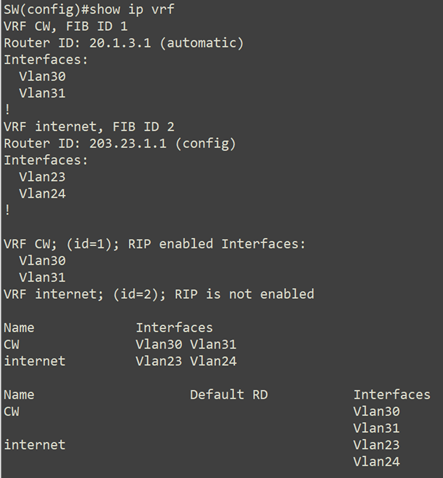 SW(config)#show ip vrf
VRF CW, FIB ID 1
Router ID: 20.1.3.1 (automatic)
Interfaces:
  Vlan30
  Vlan31
!
VRF internet, FIB ID 2
Router ID: 203.23.1.1 (config)
Interfaces:
  Vlan23
  Vlan24
!
VRF CW; (id=1); RIP enabled Interfaces:
  Vlan30
  Vlan31
VRF internet; (id=2); RIP is not enabled
Name             Interfaces
CW               Vlan30 Vlan31
internet         Vlan23 Vlan24
Name                    Default RD           Interfaces
CW                                           Vlan30
                                             Vlan31
internet                                     Vlan23
                                             Vlan24